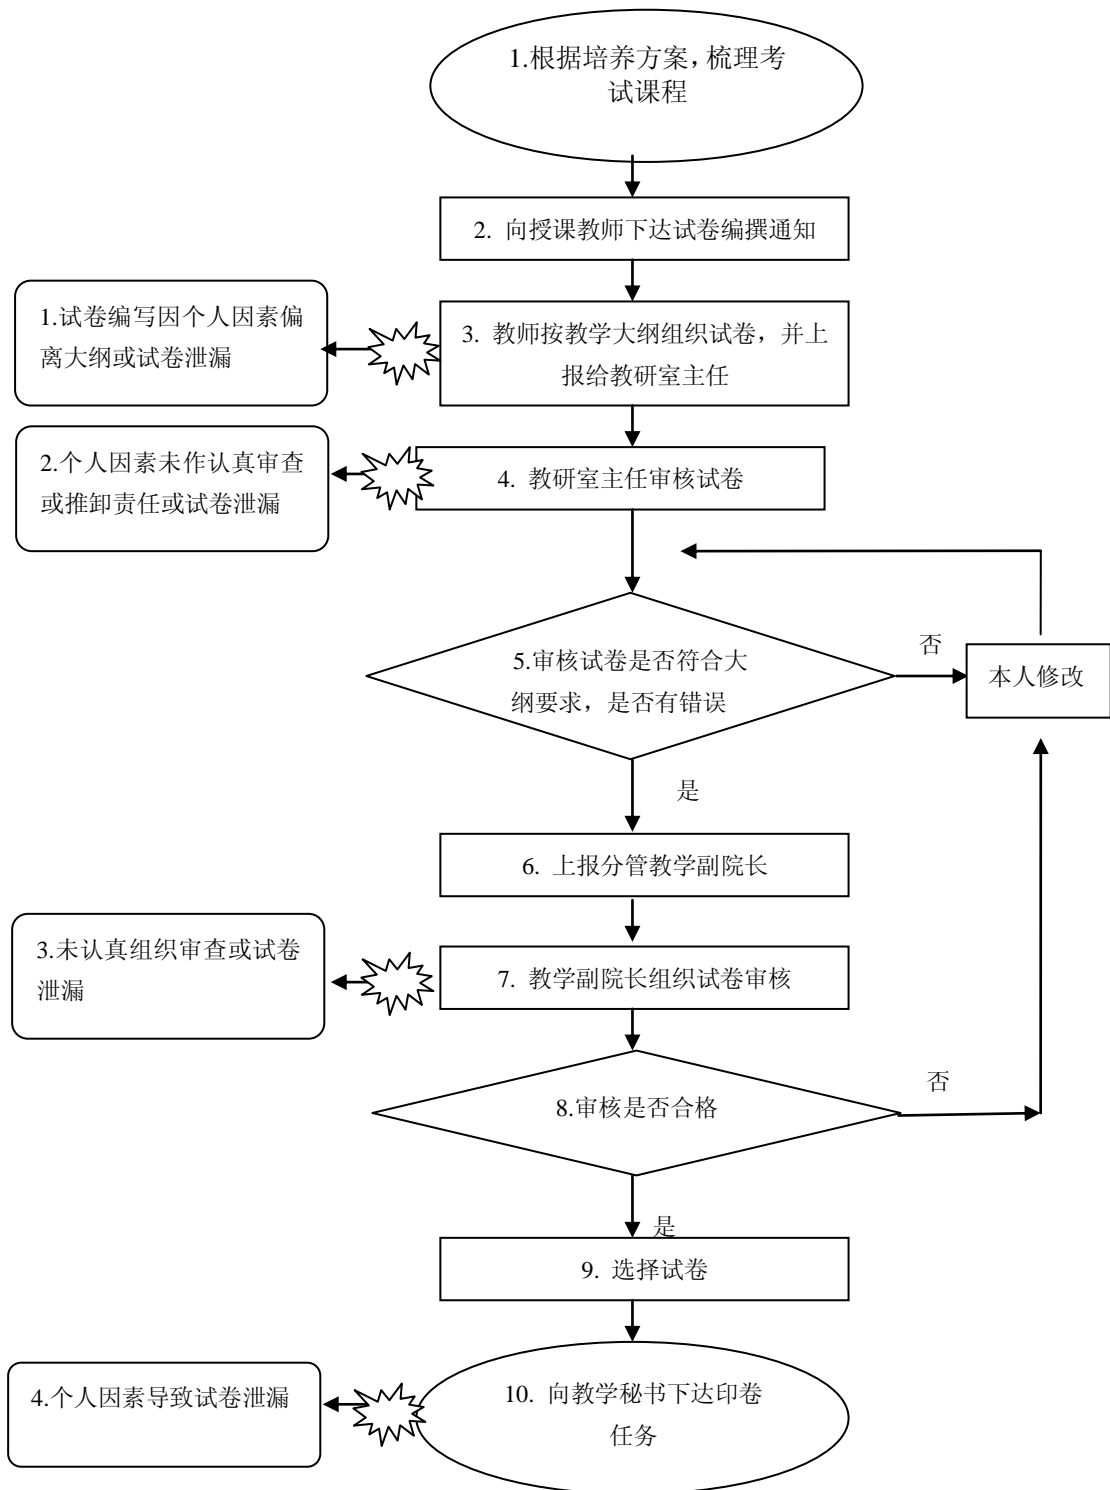 1.根据培养方案，梳理考
试课程
2. 向授课教师下达试卷编撰通知
1.试卷编写因个人因素偏
离大纲或试卷泄漏
3. 教师按教学大纲组织试卷，并上
报给教研室主任
2.个人因素未作认真审查
或推卸责任或试卷泄漏
4. 教研室主任审核试卷
5.审核试卷是否符合大
纲要求，是否有错误
否
本人修改
是
6. 上报分管教学副院长
3.未认真组织审查或试卷
泄漏
7. 教学副院长组织试卷审核
8.审核是否合格
否
是
9. 选择试卷
4.个人因素导致试卷泄漏
10. 向教学秘书下达印卷
任务